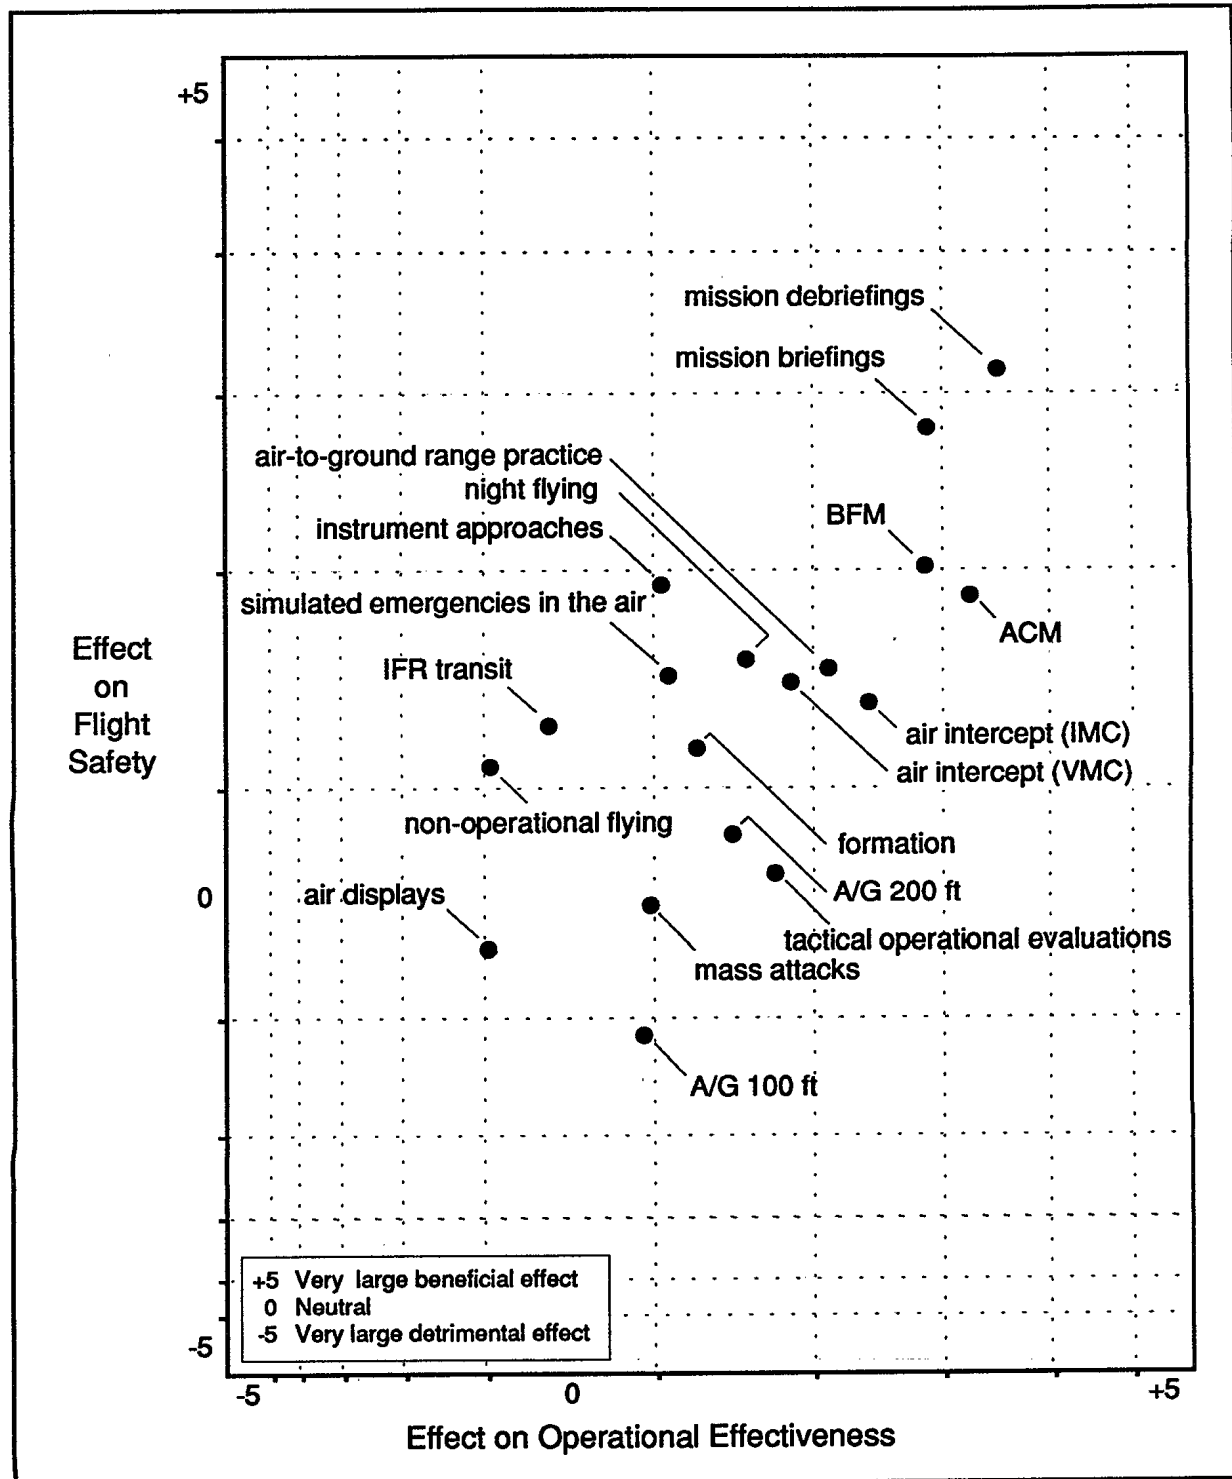 +5
mission debriefings
mission briefings
air-to-ground range practice
night flying
BFM
instrument approaches
simulated emergencies in the air
ACM
Effect
on
Flight
Safety
IFR transit
air intercept (IMC)
air intercept (VMC)
non-operational flying
formation
0
air displays
A/G 200 ft
tactical operational evaluations
mass attacks
A/G 100 ft
+5 Very large beneficial effect
0 Neutral
-5 Very large detrimental effect
-5
-5
0
+5
Effect on Operational Effectiveness